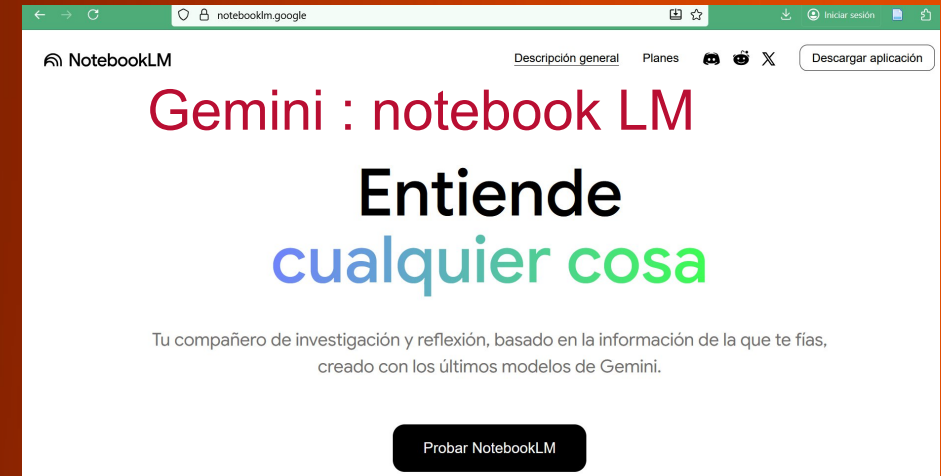 notebooklm.google
Iniciar sesión
NotebookLM
Descripción general
Planes
Descargar aplicación
Gemini : notebook LM
Entiende
cualquier cosa
Tu compañero de investigación y reflexión, basado en la información de la que te fías,
creado con los últimos modelos de Gemini.
Probar NotebookLM